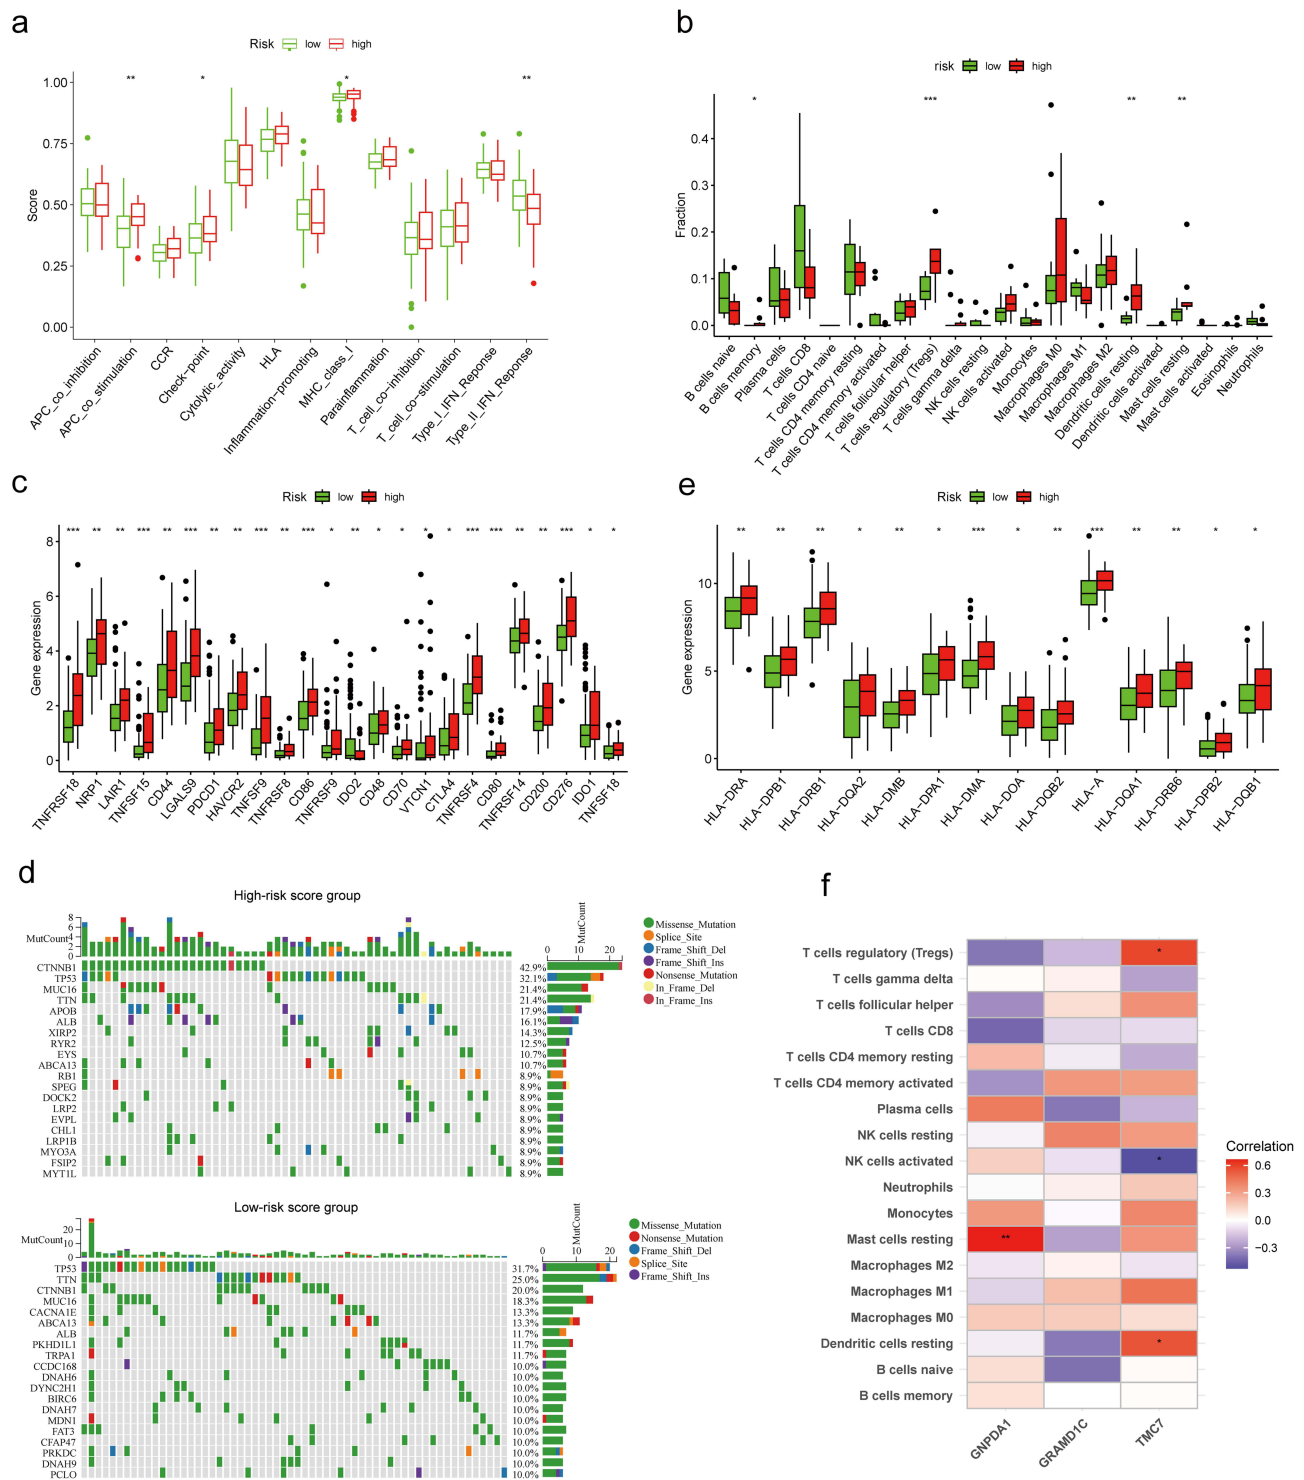 a
Risk low high
** * * **
Score
1.00
0.75
0.50
0.25
0.00
APC_co_inhibition
APC_co_stimulation
CCR
Check-point
Cytolytic_activity
HLA
Inflammation-promoting
MHC_class_I
Parainflammation
T_cell_co-inhibition
T_cell_co-stimulation
Type_I_IFN_Reponse
Type_II_IFN_Reponse
b
risk low high
* *** ** **
Fraction
0.4
0.3
0.2
0.1
0.0
B cells naive
B cells memory
Plasma cells
T cells CD8
T cells CD4 naive
T cells CD4 memory resting
T cells CD4 memory activated
T cells follicular helper
T cells regulatory (Tregs)
T cells gamma delta
NK cells resting
NK cells activated
Monocytes
Macrophages M0
Macrophages M1
Macrophages M2
Dendritic cells resting
Dendritic cells activated
Mast cells resting
Mast cells activated
Eosinophils
Neutrophils
c
Risk low high
*** ** ** *** ** *** ** ** *** ** *** * ** * * * * *** *** ** ** *** * *
Gene expression
8
6
4
2
0
TNFRSF18
NRP1
LAIR1
TNFSF15
CD44
LGALS9
PDCD1
HAVCR2
TNFSF9
TNFRSF8
CD86
TNFRSF9
IDO2
CD48
CD70
VTCN1
CTLA4
TNFRSF4
CD80
TNFRSF14
CD200
CD276
IDO1
TNFSF18
e
Risk low high
** ** ** * ** * *** * ** *** ** ** * *
Gene expression
10
5
0
HLA-DRA
HLA-DPB1
HLA-DRB1
HLA-DQA2
HLA-DMB
HLA-DPA1
HLA-DMA
HLA-DOA
HLA-DQB2
HLA-A
HLA-DQA1
HLA-DRB6
HLA-DPB2
HLA-DQB1
d
High-risk score group
8
6
MutCount4
2
0
MutCount
0 10 20
Missense_Mutation
Splice_Site
Frame_Shift_Del
Frame_Shift_Ins
Nonsense_Mutation
In_Frame_Del
In_Frame_Ins
CTNNB1 42.9%
TP53 32.1%
MUC16 21.4%
TTN 21.4%
APOB 17.9%
ALB 16.1%
XIRP2 14.3%
RYR2 12.5%
EYS 10.7%
ABCA13 10.7%
RB1 8.9%
SPEG 8.9%
DOCK2 8.9%
LRP2 8.9%
EVPL 8.9%
CHL1 8.9%
LRP1B 8.9%
MYO3A 8.9%
FSIP2 8.9%
MYT1L 8.9%
Low-risk score group
20
MutCount10
0
MutCount
0 10 20
Missense_Mutation
Nonsense_Mutation
Frame_Shift_Del
Splice_Site
Frame_Shift_Ins
TP53 31.7%
TTN 25.0%
CTNNB1 20.0%
MUC16 18.3%
CACNA1E 13.3%
ABCA13 13.3%
ALB 11.7%
PKHD1L1 11.7%
TRPA1 11.7%
CCDC168 10.0%
DNAH6 10.0%
DYNC2H1 10.0%
BIRC6 10.0%
DNAH7 10.0%
MDN1 10.0%
FAT3 10.0%
CFAP47 10.0%
PRKDC 10.0%
DNAH9 10.0%
PCLO 10.0%
f
T cells regulatory (Tregs) *
T cells gamma delta
T cells follicular helper
T cells CD8
T cells CD4 memory resting
T cells CD4 memory activated
Plasma cells
NK cells resting
NK cells activated *
Neutrophils
Monocytes
Mast cells resting **
Macrophages M2
Macrophages M1
Macrophages M0
Dendritic cells resting *
B cells naive
B cells memory
GNPDA1
GRAMD1C
TMC7
Correlation
0.6
0.3
0.0
−0.3